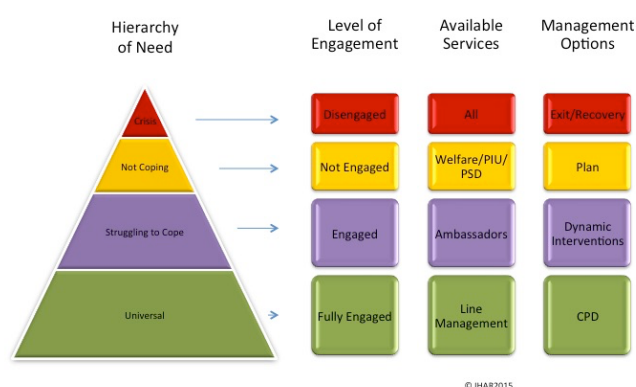 Hierarchy
of Need
Level of
Engagement
Available
Services
Management
Options
Crisis
Disengaged
All
Exit/Recovery
Not Coping
Not Engaged
Welfare/PIU/
PSD
Plan
Struggling to Cope
Engaged
Ambassadors
Dynamic
Interventions
Universal
Fully Engaged
Line
Management
CPD
© JHAR2015